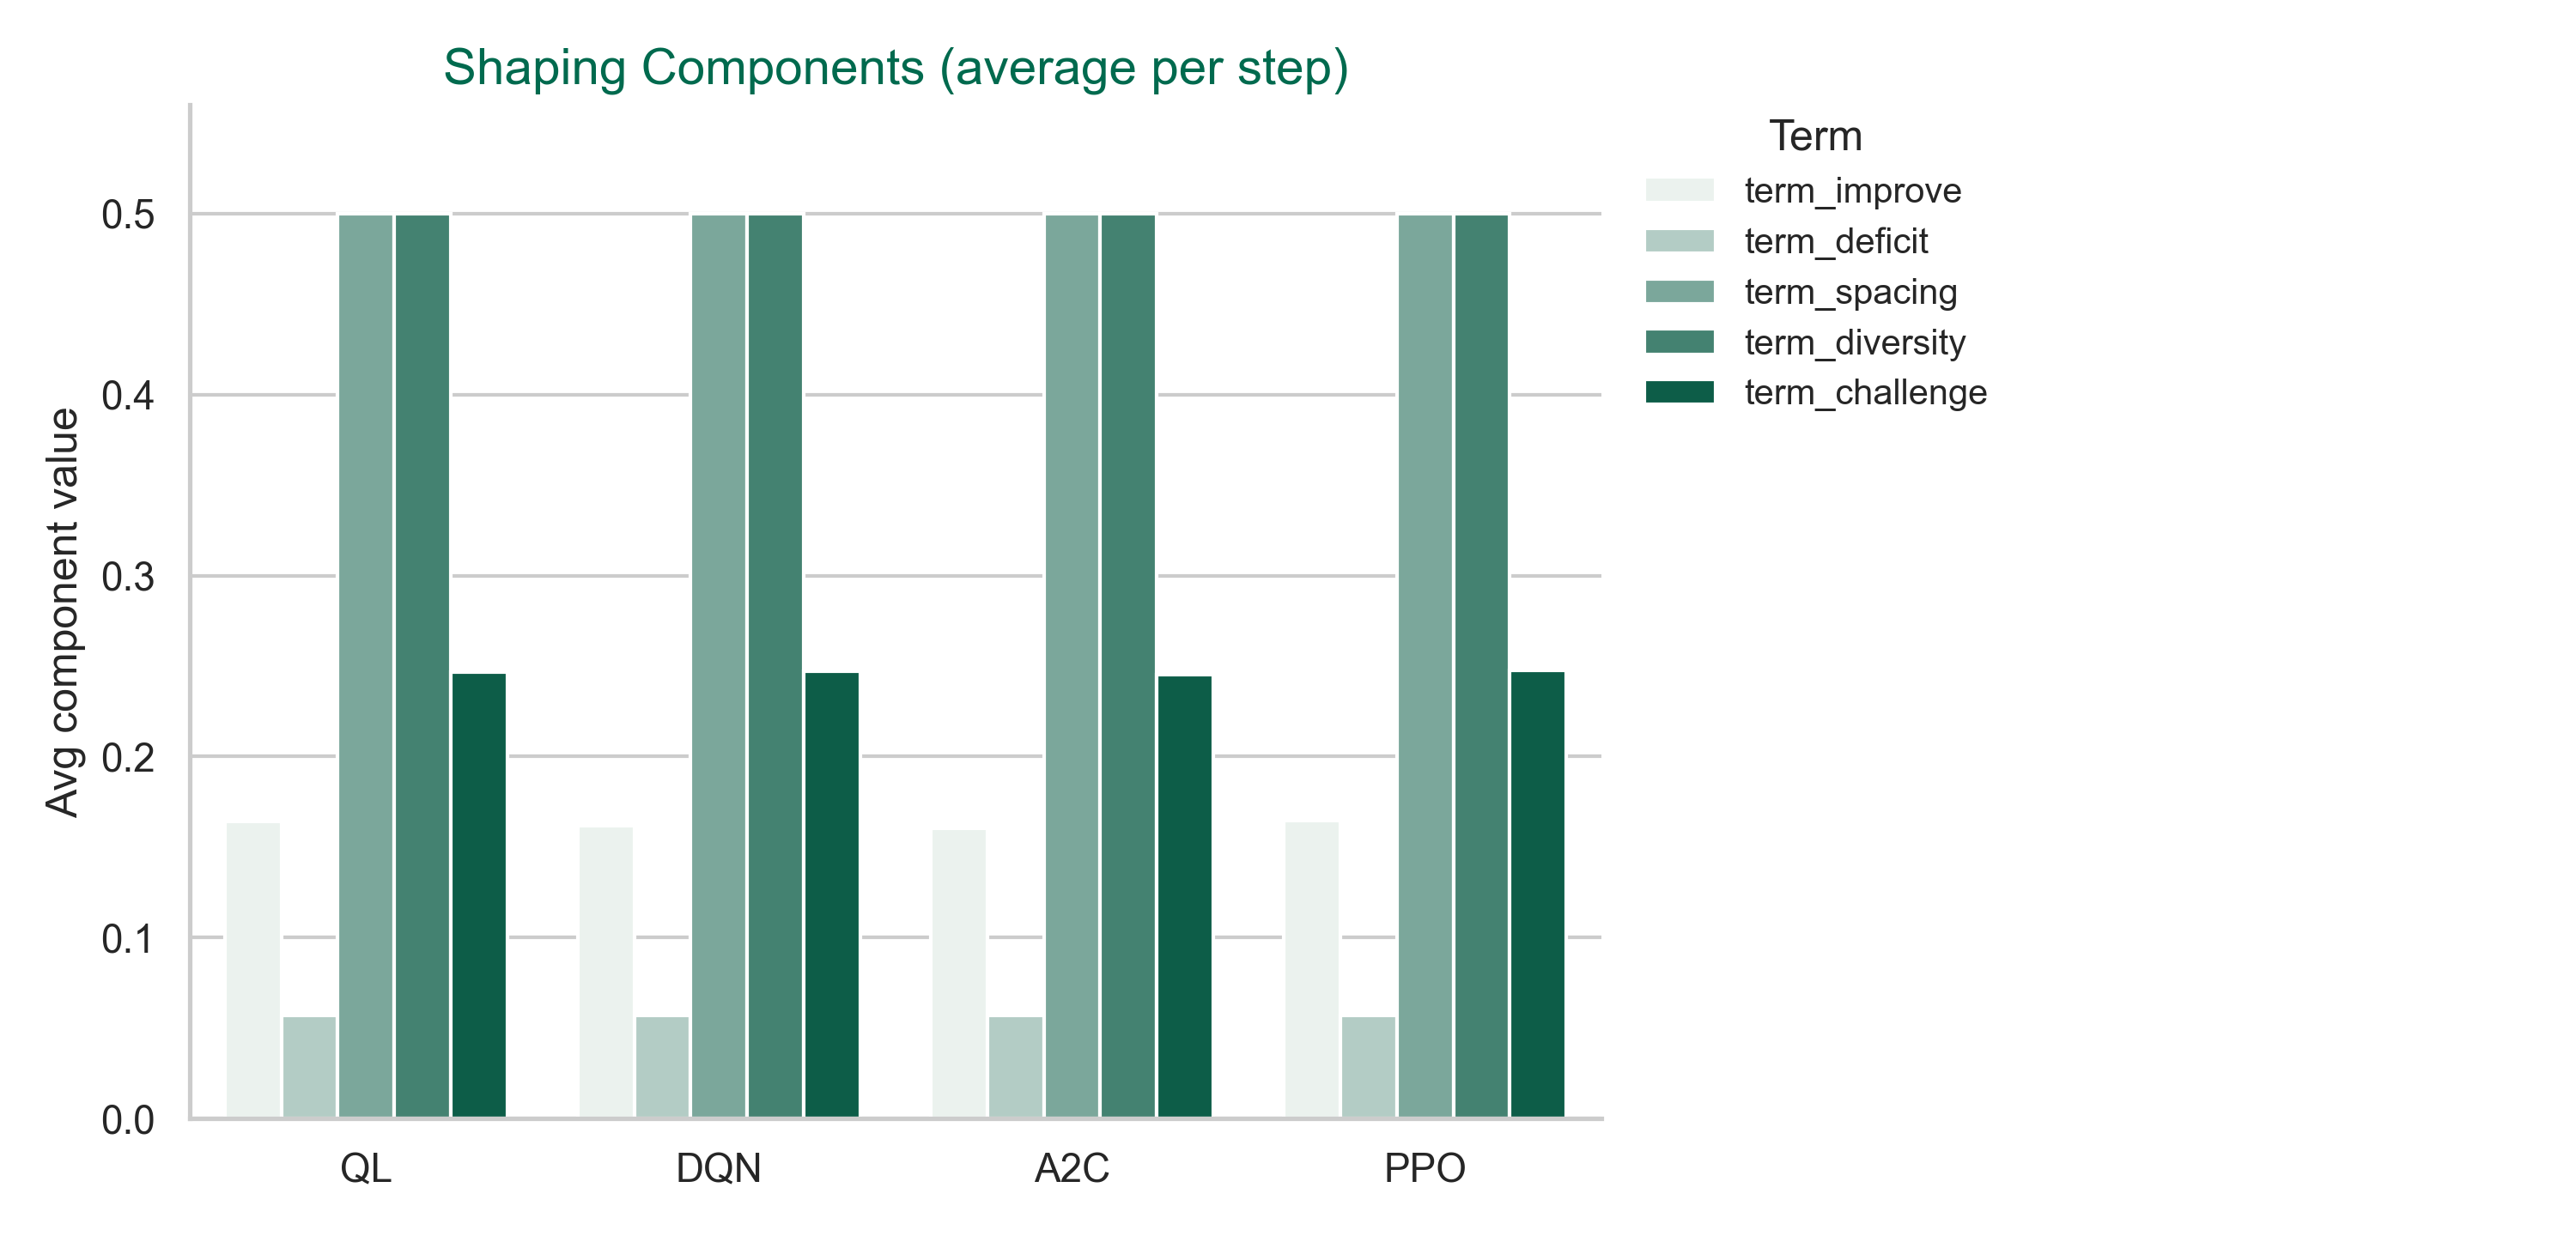 Shaping Components (average per step)
Avg component value
0.5
0.4
0.3
0.2
0.1
0.0
QL DQN A2C PPO
Term
term_improve
term_deficit
term_spacing
term_diversity
term_challenge